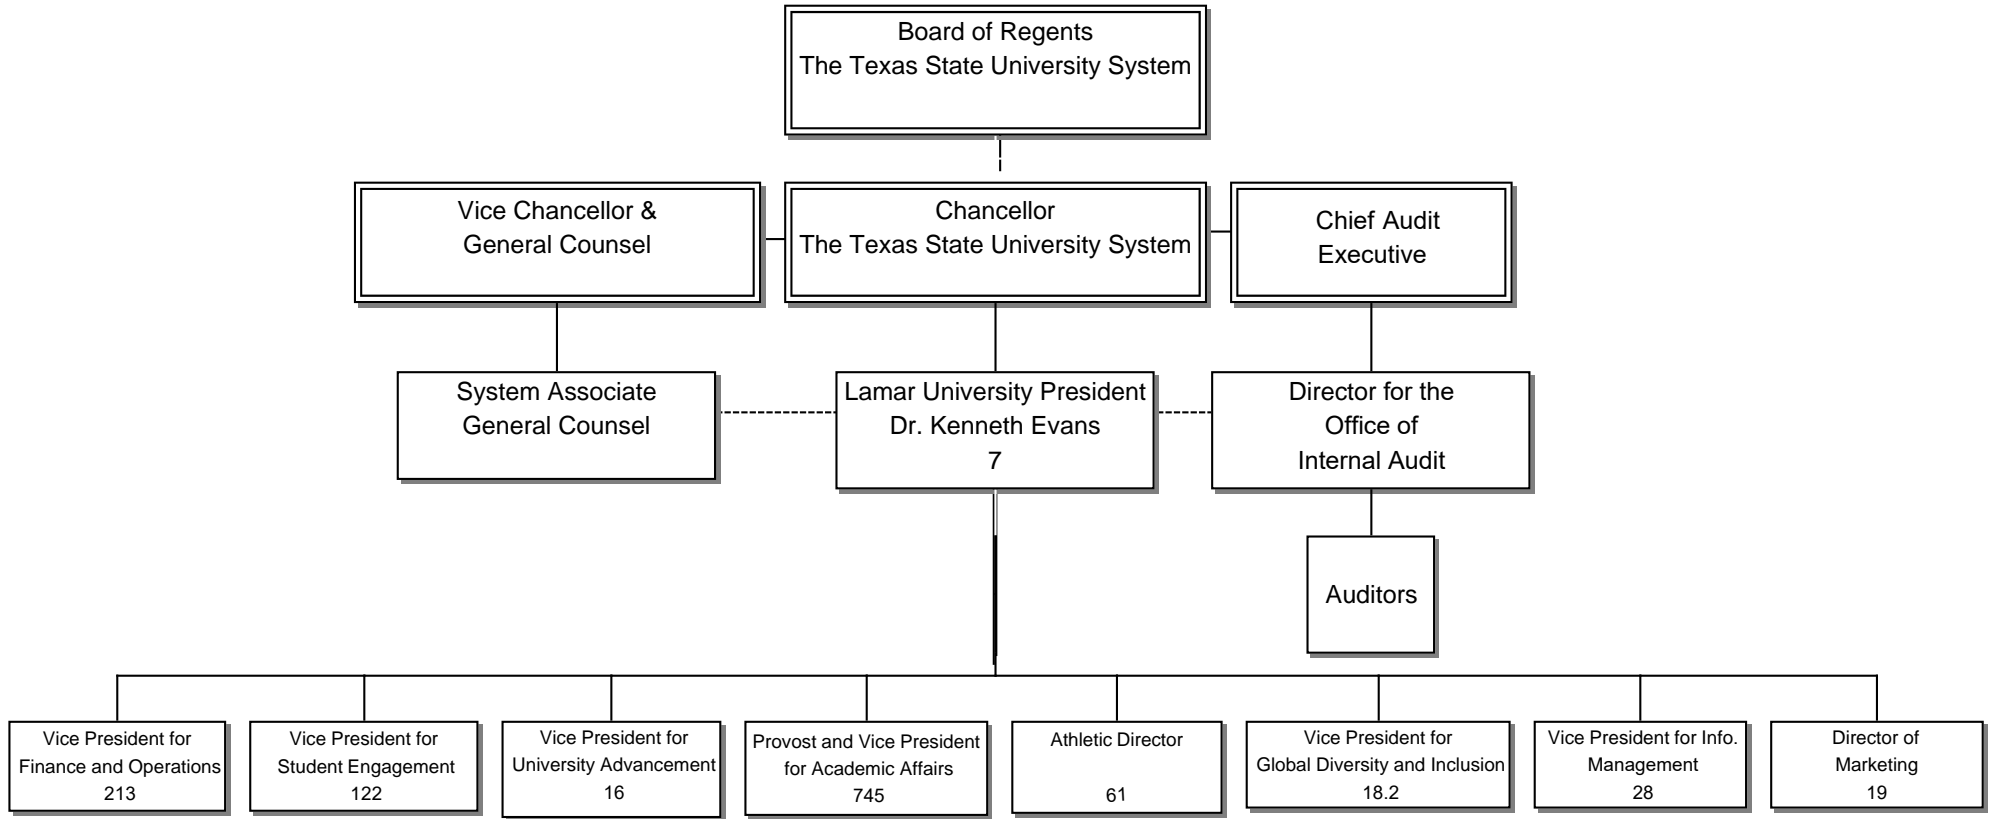 Board of Regents
The Texas State University System
Vice Chancellor &
General Counsel
Chancellor
The Texas State University System
Chief Audit
Executive
System Associate
General Counsel
Lamar University President
Dr. Kenneth Evans
7
Director for the
Office of
Internal Audit
Auditors
Vice President for
Finance and Operations
213
Vice President for
Student Engagement
122
Vice President for
University Advancement
16
Provost and Vice President
for Academic Affairs
745
Athletic Director
61
Vice President for
Global Diversity and Inclusion
18.2
Vice President for Info.
Management
28
Director of
Marketing
19